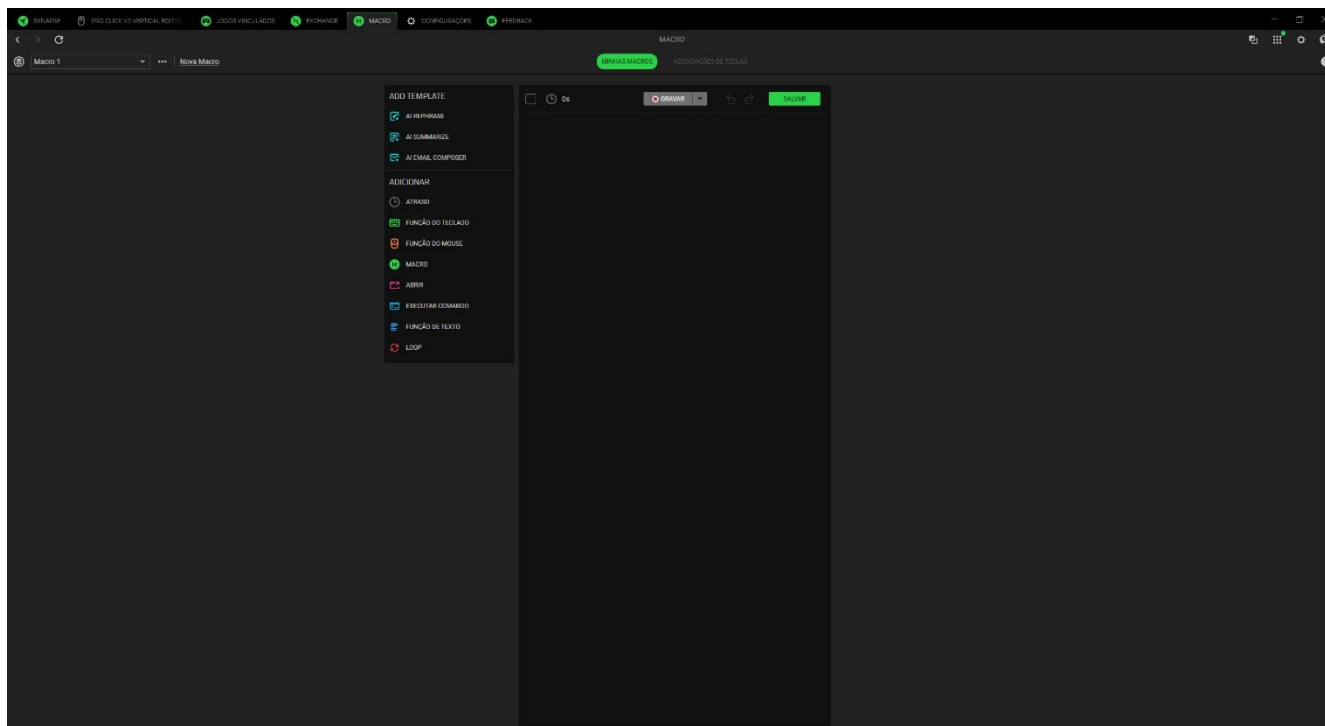 SYNAPSE PRO CLICK V2 VERTICAL EDITION JOGOS VINCULADOS EXCHANGE MACRO CONFIGURAÇÕES FEEDBACK
MACRO
Macro 1 Nova Macro MINHAS MACROS ASSOCIAÇÕES DE TECLAS
ADD TEMPLATE
0s GRAVAR SALVAR
AI REPHRASE
AI SUMMARIZE
AI EMAIL COMPOSER
ADICIONAR
ATRASO
FUNÇÃO DO TECLADO
FUNÇÃO DO MOUSE
MACRO
ABRIR
EXECUTAR COMANDO
FUNÇÃO DE TEXTO
LOOP